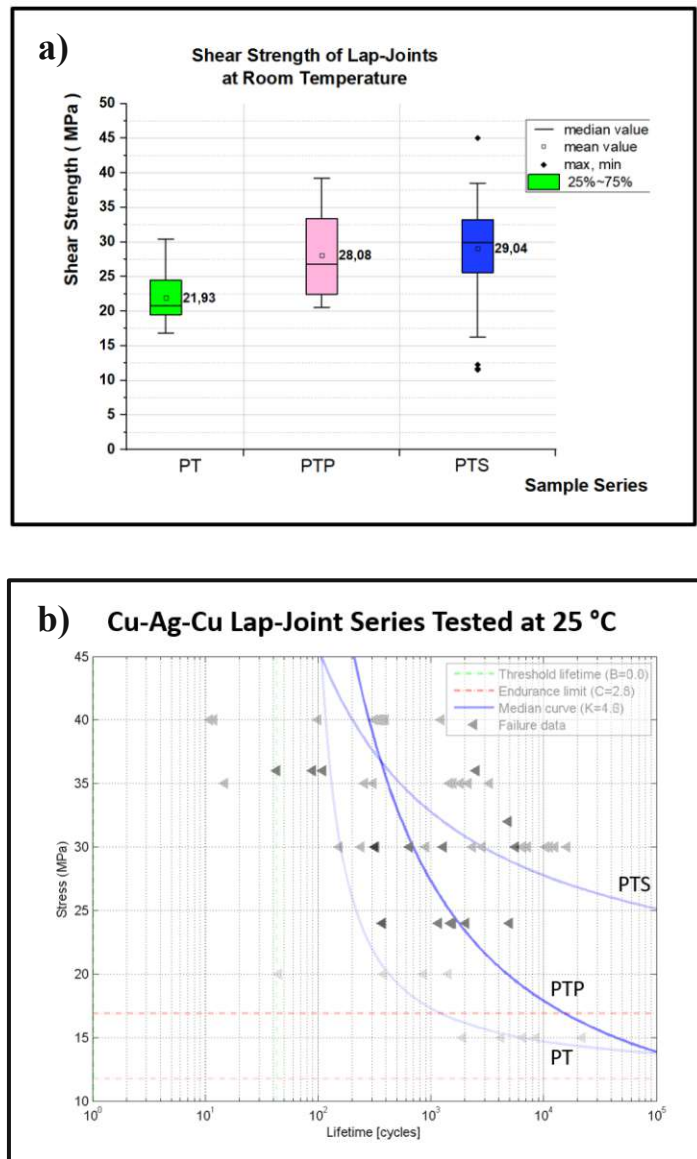 a)
Shear Strength of Lap-Joints
at Room Temperature
Shear Strength ( MPa)
50
45
40
35
30
25
20
15
10
5
0
median value
mean value
max, min
25%~75%
21,93
28,08
29,04
PT
PTP
PTS
Sample Series
b)
Cu-Ag-Cu Lap-Joint Series Tested at 25 °C
Stress (MPa)
45
40
35
30
25
20
15
10
Threshold lifetime (B=0.0)
Endurance limit (C=2.8)
Median curve (K=4.6)
Failure data
PTS
PTP
PT
10⁰
10¹
10²
10³
10⁴
10⁵
Lifetime [cycles]